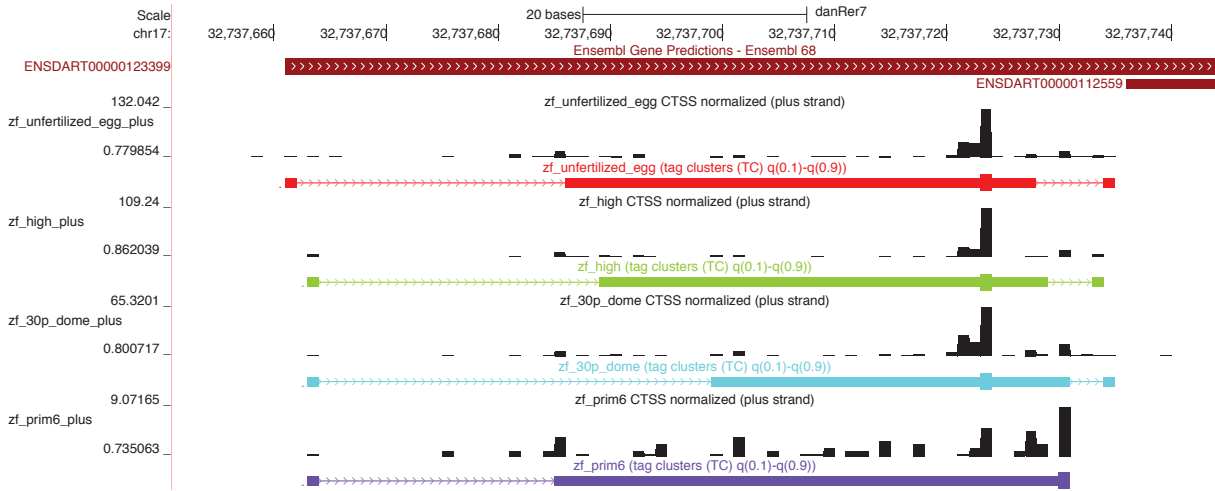 Scale 20 bases danRer7
chr17: 32,737,660 32,737,670 32,737,680 32,737,690 32,737,700 32,737,710 32,737,720 32,737,730 32,737,740
Ensembl Gene Predictions - Ensembl 68
ENSDART00000123399
ENSDART00000112559
132.042 _ zf_unfertilized_egg CTSS normalized (plus strand)
zf_unfertilized_egg_plus
0.779854 _
zf_unfertilized_egg (tag clusters (TC) q(0.1)-q(0.9))
109.24 _ zf_high CTSS normalized (plus strand)
zf_high_plus
0.862039 _
zf_high (tag clusters (TC) q(0.1)-q(0.9))
65.3201 _ zf_30p_dome CTSS normalized (plus strand)
zf_30p_dome_plus
0.800717 _
zf_30p_dome (tag clusters (TC) q(0.1)-q(0.9))
9.07165 _ zf_prim6 CTSS normalized (plus strand)
zf_prim6_plus
0.735063 _
zf_prim6 (tag clusters (TC) q(0.1)-q(0.9))